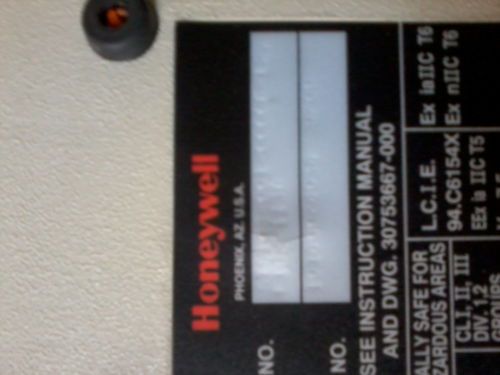 Honeywell
PHOENIX, AZ, U.S.A.
NO.
NO.
SEE INSTRUCTION MANUAL
AND DWG. 30753667-000
ALLY SAFE FOR
ZARDOUS AREAS
CL I, II, III
DIV. 1,2
GROUPS
L.C.I.E.
94.C6154X
EEx ia IIC T5
Ex iaIIC T6
Ex nIIC T6